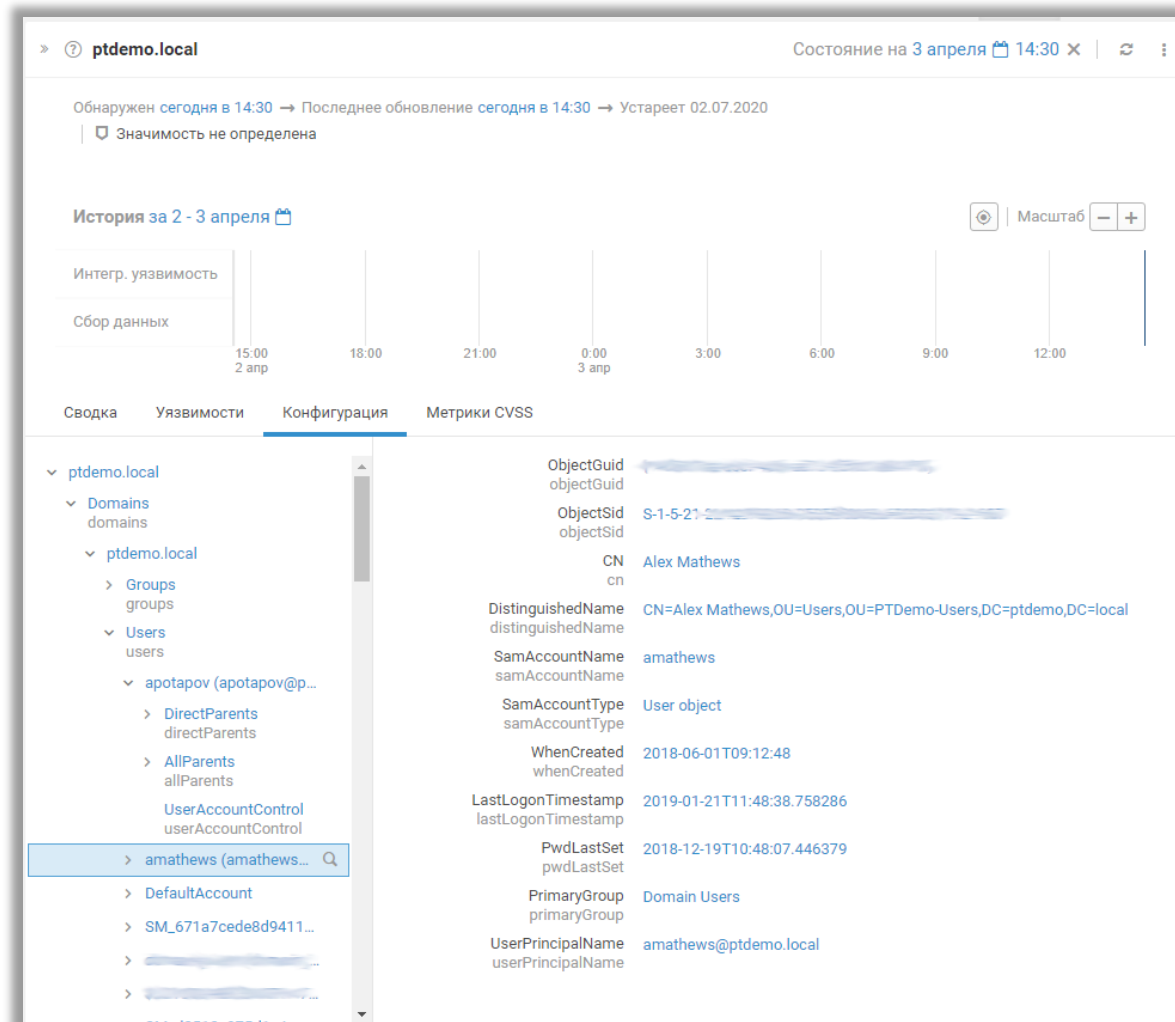 ptdemo.local
Состояние на 3 апреля 14:30
Обнаружен сегодня в 14:30 → Последнее обновление сегодня в 14:30 → Устареет 02.07.2020
Значимость не определена
История за 2 - 3 апреля
Масштаб
Интегр. уязвимость
Сбор данных
15:00 18:00 21:00 0:00 3:00 6:00 9:00 12:00
2 апр 3 апр
Сводка Уязвимости Конфигурация Метрики CVSS
ptdemo.local
Domains
domains
ptdemo.local
Groups
groups
Users
users
apotapov (apotapov@p...
DirectParents
directParents
AllParents
allParents
UserAccountControl
userAccountControl
amathews (amathews...
DefaultAccount
SM_671a7cede8d9411...
ObjectGuid
objectGuid
ObjectSid S-1-5-21-
objectSid
CN Alex Mathews
cn
DistinguishedName CN=Alex Mathews,OU=Users,OU=PTDemo-Users,DC=ptdemo,DC=local
distinguishedName
SamAccountName amathews
samAccountName
SamAccountType User object
samAccountType
WhenCreated 2018-06-01T09:12:48
whenCreated
LastLogonTimestamp 2019-01-21T11:48:38.758286
lastLogonTimestamp
PwdLastSet 2018-12-19T10:48:07.446379
pwdLastSet
PrimaryGroup Domain Users
primaryGroup
UserPrincipalName amathews@ptdemo.local
userPrincipalName